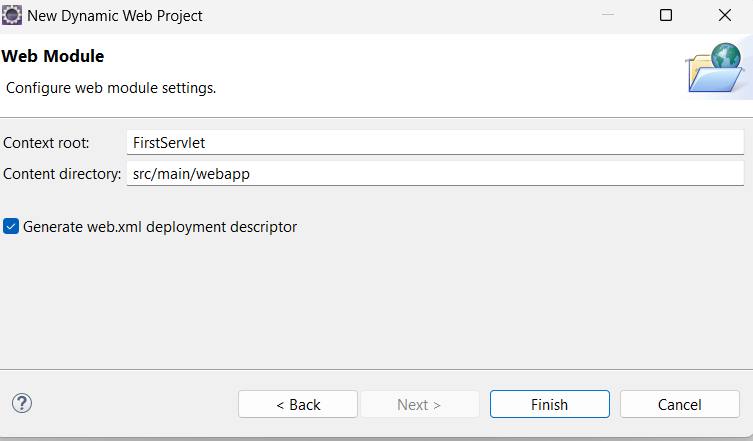 New Dynamic Web Project
Web Module
Configure web module settings.
Context root: FirstServlet
Content directory: src/main/webapp
Generate web.xml deployment descriptor
? < Back Next > Finish Cancel